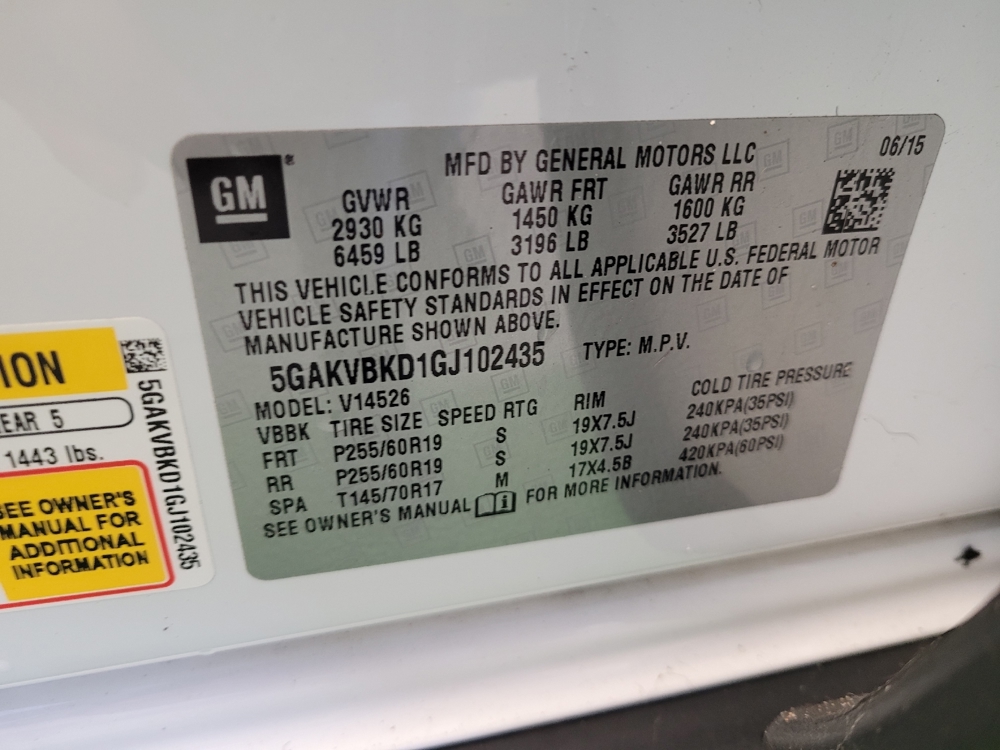 GM
MFD BY GENERAL MOTORS LLC
06/15
GVWR GAWR FRT GAWR RR
2930 KG 1450 KG 1600 KG
6459 LB 3196 LB 3527 LB
THIS VEHICLE CONFORMS TO ALL APPLICABLE U.S. FEDERAL MOTOR
VEHICLE SAFETY STANDARDS IN EFFECT ON THE DATE OF
MANUFACTURE SHOWN ABOVE.
5GAKVBKD1GJ102435 TYPE: M.P.V.
MODEL: V14526
VBBK TIRE SIZE SPEED RTG RIM COLD TIRE PRESSURE
FRT P255/60R19 S 19X7.5J 240KPA(35PSI)
RR P255/60R19 S 19X7.5J 240KPA(35PSI)
SPA T145/70R17 M 17X4.5B 420KPA(60PSI)
SEE OWNER'S MANUAL FOR MORE INFORMATION.
EAR 5
1443 lbs.
SEE OWNER'S
MANUAL FOR
ADDITIONAL
INFORMATION
5GAKVBKD1GJ102435